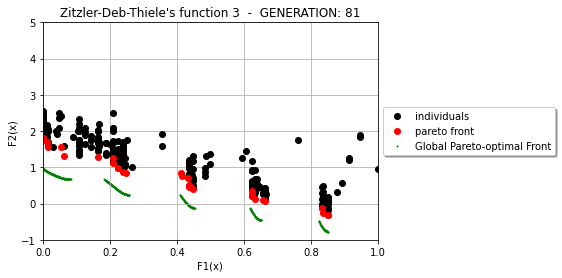 Zitzler-Deb-Thiele's function 3  -  GENERATION: 81
5
4
3
2
1
0
−1
F2(x)
0.0 0.2 0.4 0.6 0.8 1.0
F1(x)
individuals
pareto front
Global Pareto-optimal Front